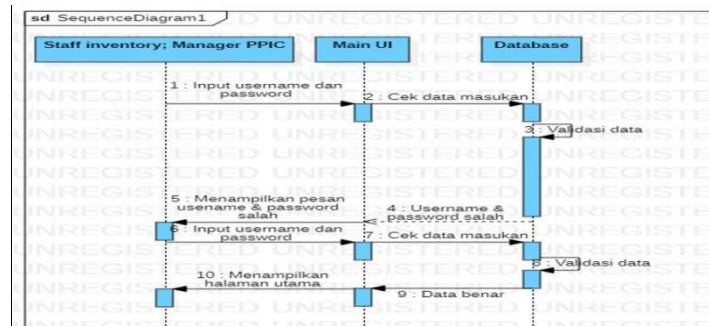 sd SequenceDiagram1
Staff inventory; Manager PPIC
Main UI
Database
1 : Input username dan
password
2 : Cek data masukan
3 : Validasi data
4 : Username &
password salah
5 : Menampilkan pesan
usename & password
salah
6 : Input username dan
password
7 : Cek data masukan
8 : Validasi data
9 : Data benar
10 : Menampilkan
halaman utama